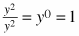 y²/y² = y⁰ = 1